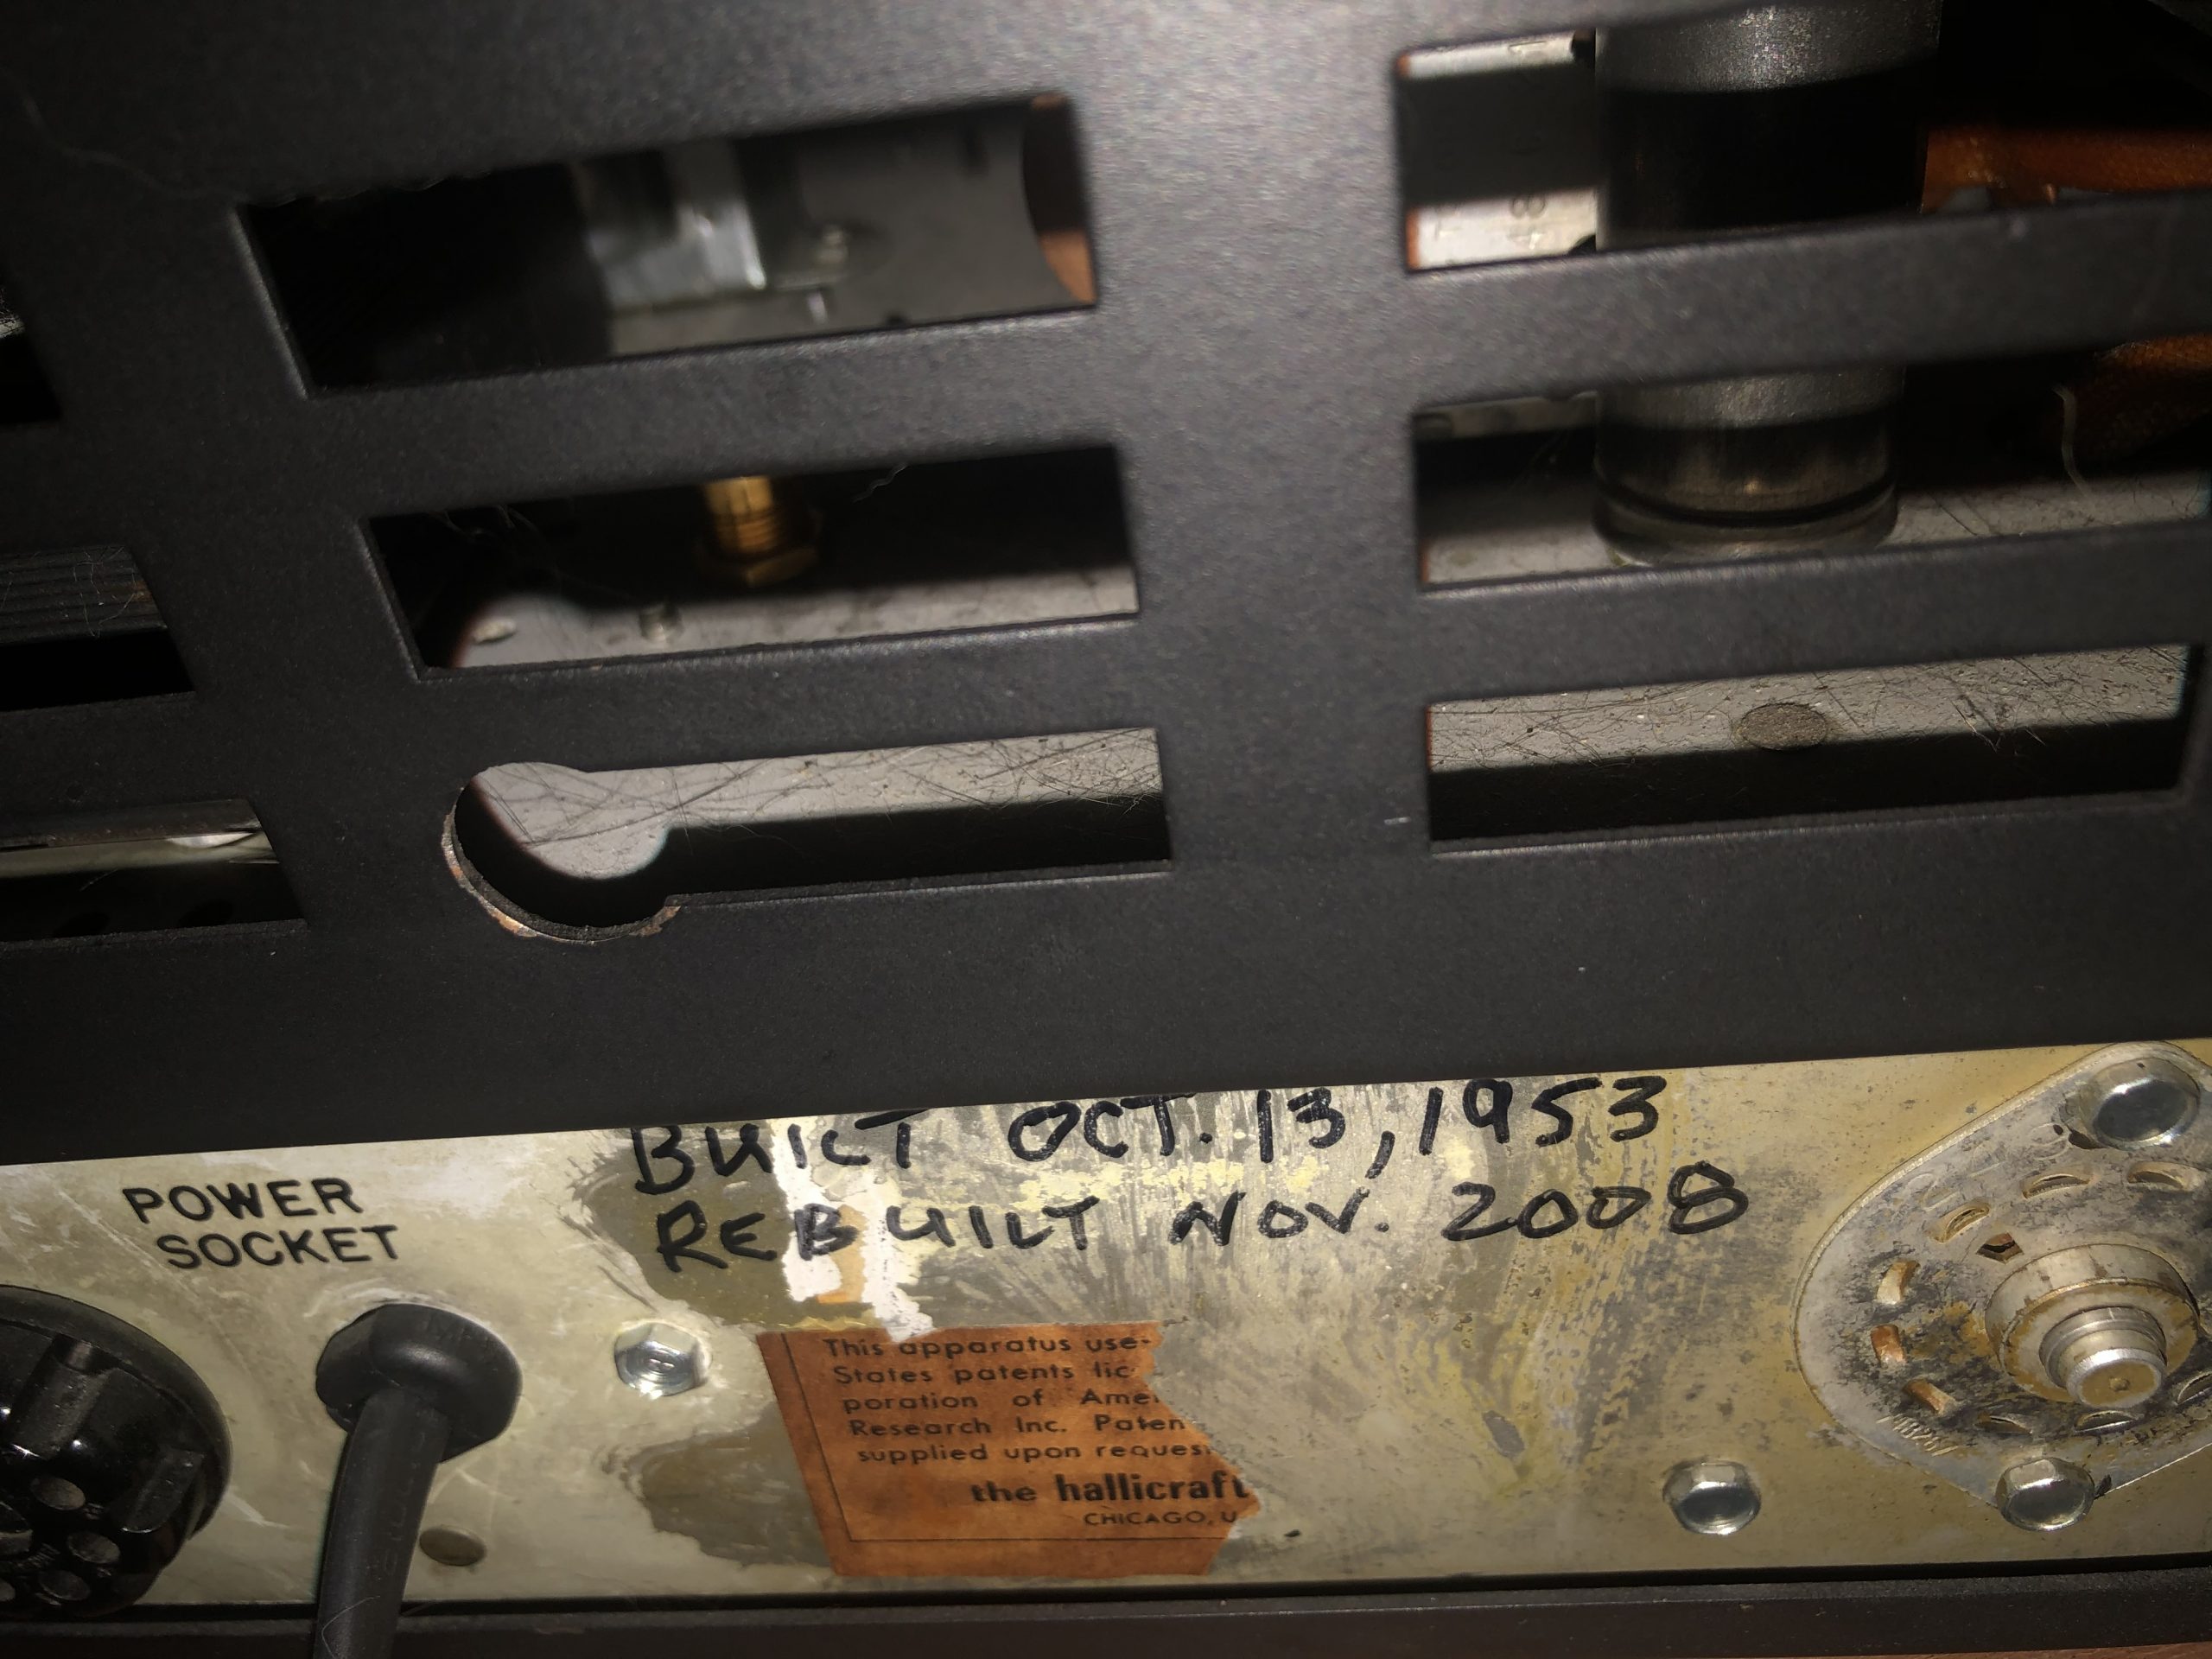 48
BUILT OCT. 13, 1953
REBUILT NOV. 2008
POWER
SOCKET
This apparatus use
States patents lic
poration of Ame
Research Inc. Paten
supplied upon reques
the hallicraft
CHICAGO, U